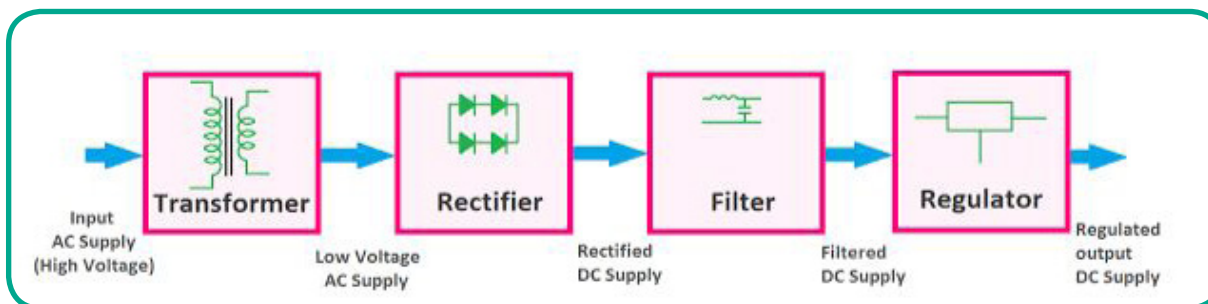 Transformer
Rectifier
Filter
Regulator
Input
AC Supply
(High Voltage)
Low Voltage
AC Supply
Rectified
DC Supply
Filtered
DC Supply
Regulated
output
DC Supply